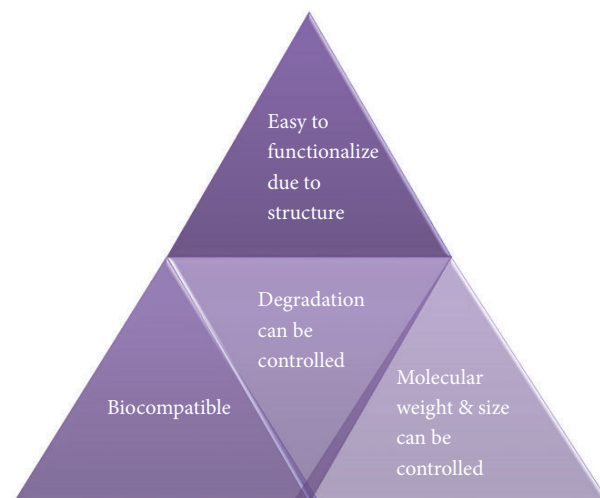 Easy to
functionalize
due to
structure
Degradation
can be
controlled
Biocompatible
Molecular
weight & size
can be
controlled